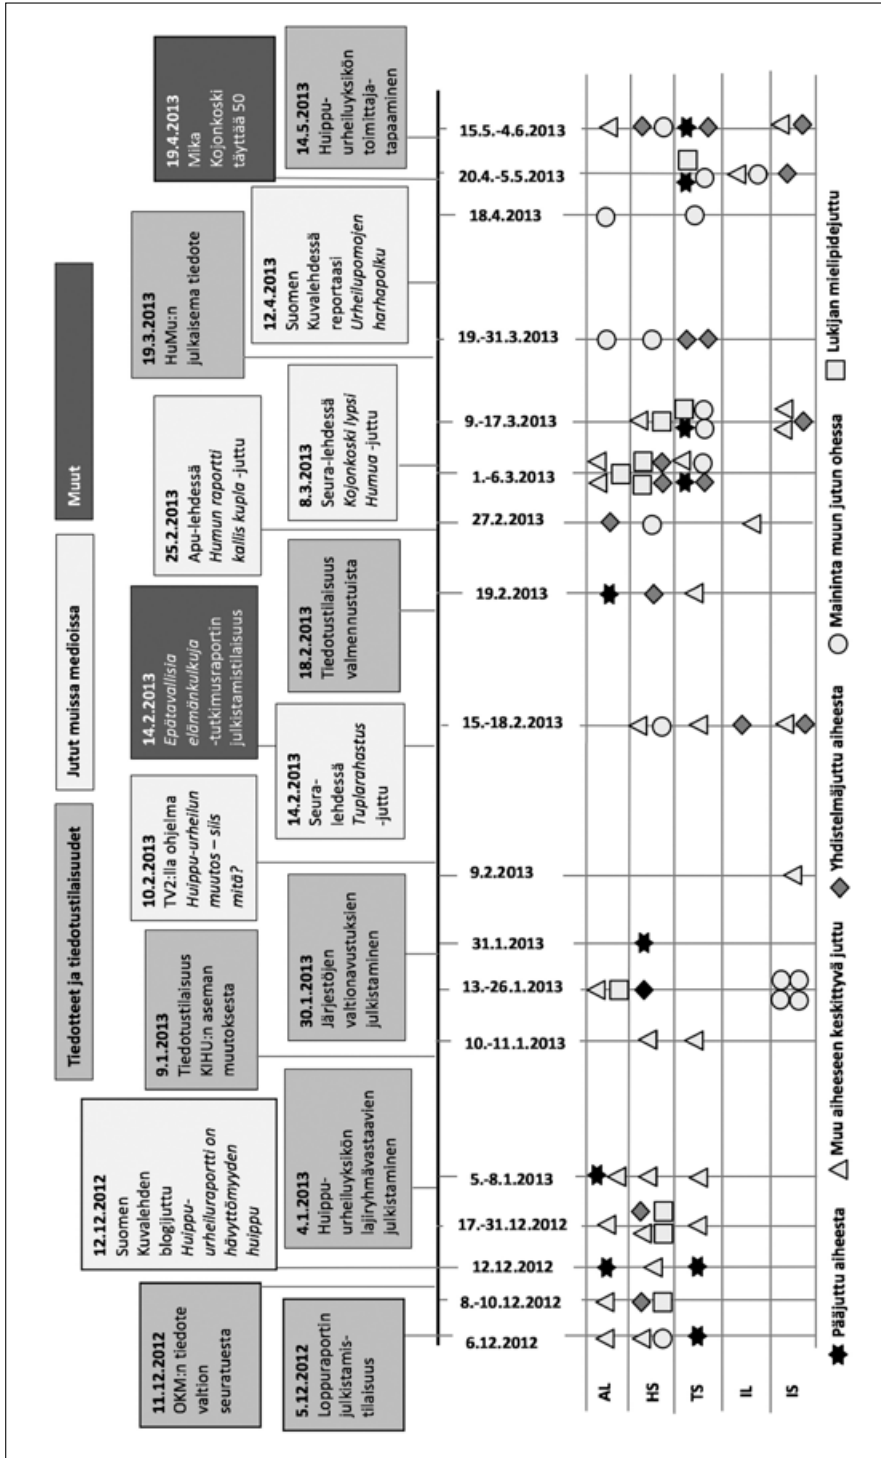 Tiedotteet ja tiedotustilaisuudet
Jutut muissa medioissa
Muut
11.12.2012
OKM:n tiedote
valtion
seuratuesta
12.12.2012
Suomen
Kuvalehden
blogijuttu
Huippu-
urheiluraportti on
hävyttömyyden
huippu
9.1.2013
Tiedotustilaisuus
KIHU:n aseman
muutoksesta
10.2.2013
TV2:lla ohjelma
Huippu-urheilun
muutos – siis
mitä?
14.2.2013
Epätavallisia
elämänkulkuja
-tutkimusraportin
julkistamistilaisuus
25.2.2013
Apu-lehdessä
Humun raportti
kallis kupla -juttu
19.3.2013
HuMu:n
julkaisema tiedote
19.4.2013
Mika
Kojonkoski
täyttää 50
5.12.2012
Loppuraportin
julkistamis-
tilaisuus
4.1.2013
Huippu-
urheiluyksikön
lajiryhmävastaavien
julkistaminen
30.1.2013
Järjestöjen
valtionavustuksien
julkistaminen
14.2.2013
Seura-
lehdessä
Tuplarahastus
-juttu
18.2.2013
Tiedotustilaisuus
valmennustuista
8.3.2013
Seura-lehdessä
Kojonkoski lypsi
Humua -juttu
12.4.2013
Suomen
Kuvalehdessä
reportaasi
Urheilupomojen
harhapolku
14.5.2013
Huippu-
urheiluyksikön
toimittaja-
tapaaminen
6.12.2012
8.-10.12.2012
12.12.2012
17.-31.12.2012
5.-8.1.2013
10.-11.1.2013
13.-26.1.2013
31.1.2013
9.2.2013
15.-18.2.2013
19.2.2013
27.2.2013
1.-6.3.2013
9.-17.3.2013
19.-31.3.2013
18.4.2013
20.4.-5.5.2013
15.5.-4.6.2013
AL
HS
TS
IL
IS
Pääjuttu aiheesta
Muu aiheeseen keskittyvä juttu
Yhdistelmäjuttu aiheesta
Maininta muun jutun ohessa
Lukijan mielipidejuttu